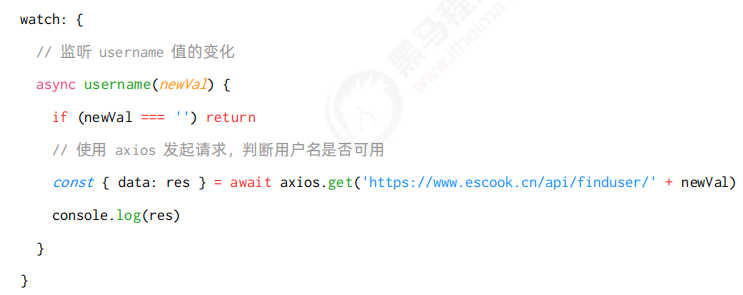 watch: {
// 监听 username 值的变化
async username(newVal) {
if (newVal === '') return
// 使用 axios 发起请求，判断用户名是否可用
const { data: res } = await axios.get('https://www.escook.cn/api/finduser/' + newVal)
console.log(res)
}
}